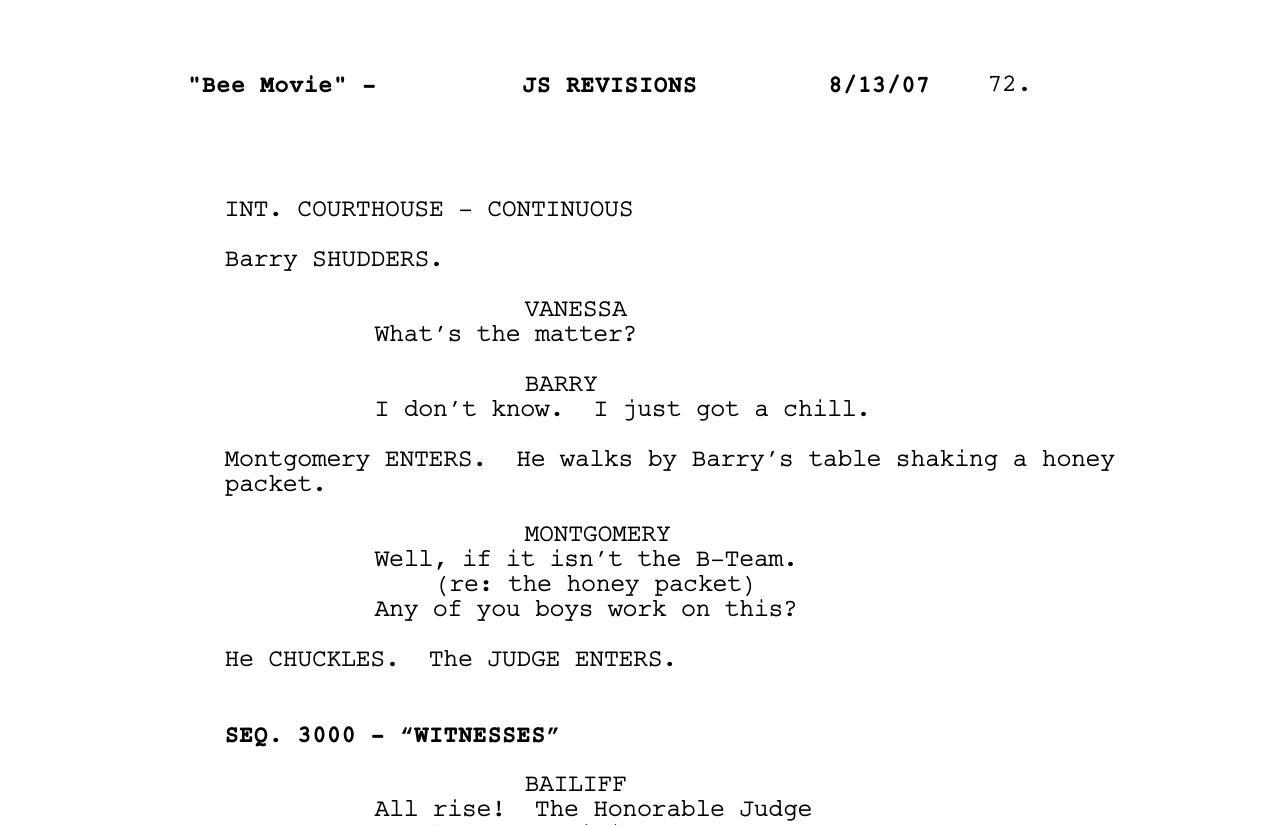 "Bee Movie" - JS REVISIONS 8/13/07 72.
INT. COURTHOUSE - CONTINUOUS
Barry SHUDDERS.
VANESSA
What’s the matter?
BARRY
I don’t know.  I just got a chill.
Montgomery ENTERS.  He walks by Barry’s table shaking a honey
packet.
MONTGOMERY
Well, if it isn’t the B-Team.
(re: the honey packet)
Any of you boys work on this?
He CHUCKLES.  The JUDGE ENTERS.
SEQ. 3000 - “WITNESSES”
BAILIFF
All rise!  The Honorable Judge